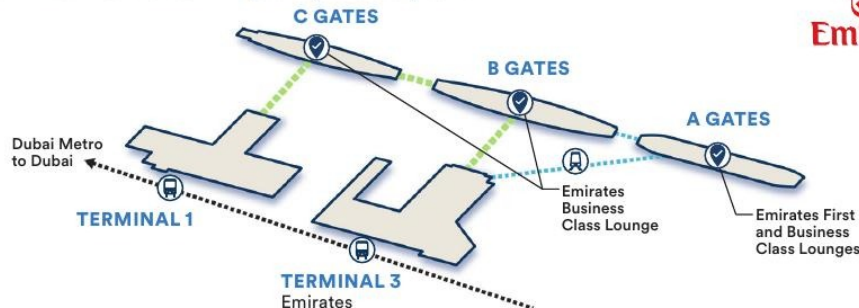 C GATES
B GATES
A GATES
Dubai Metro
to Dubai
TERMINAL 1
Emirates
Business
Class Lounge
Emirates First
and Business
Class Lounges
TERMINAL 3
Emirates